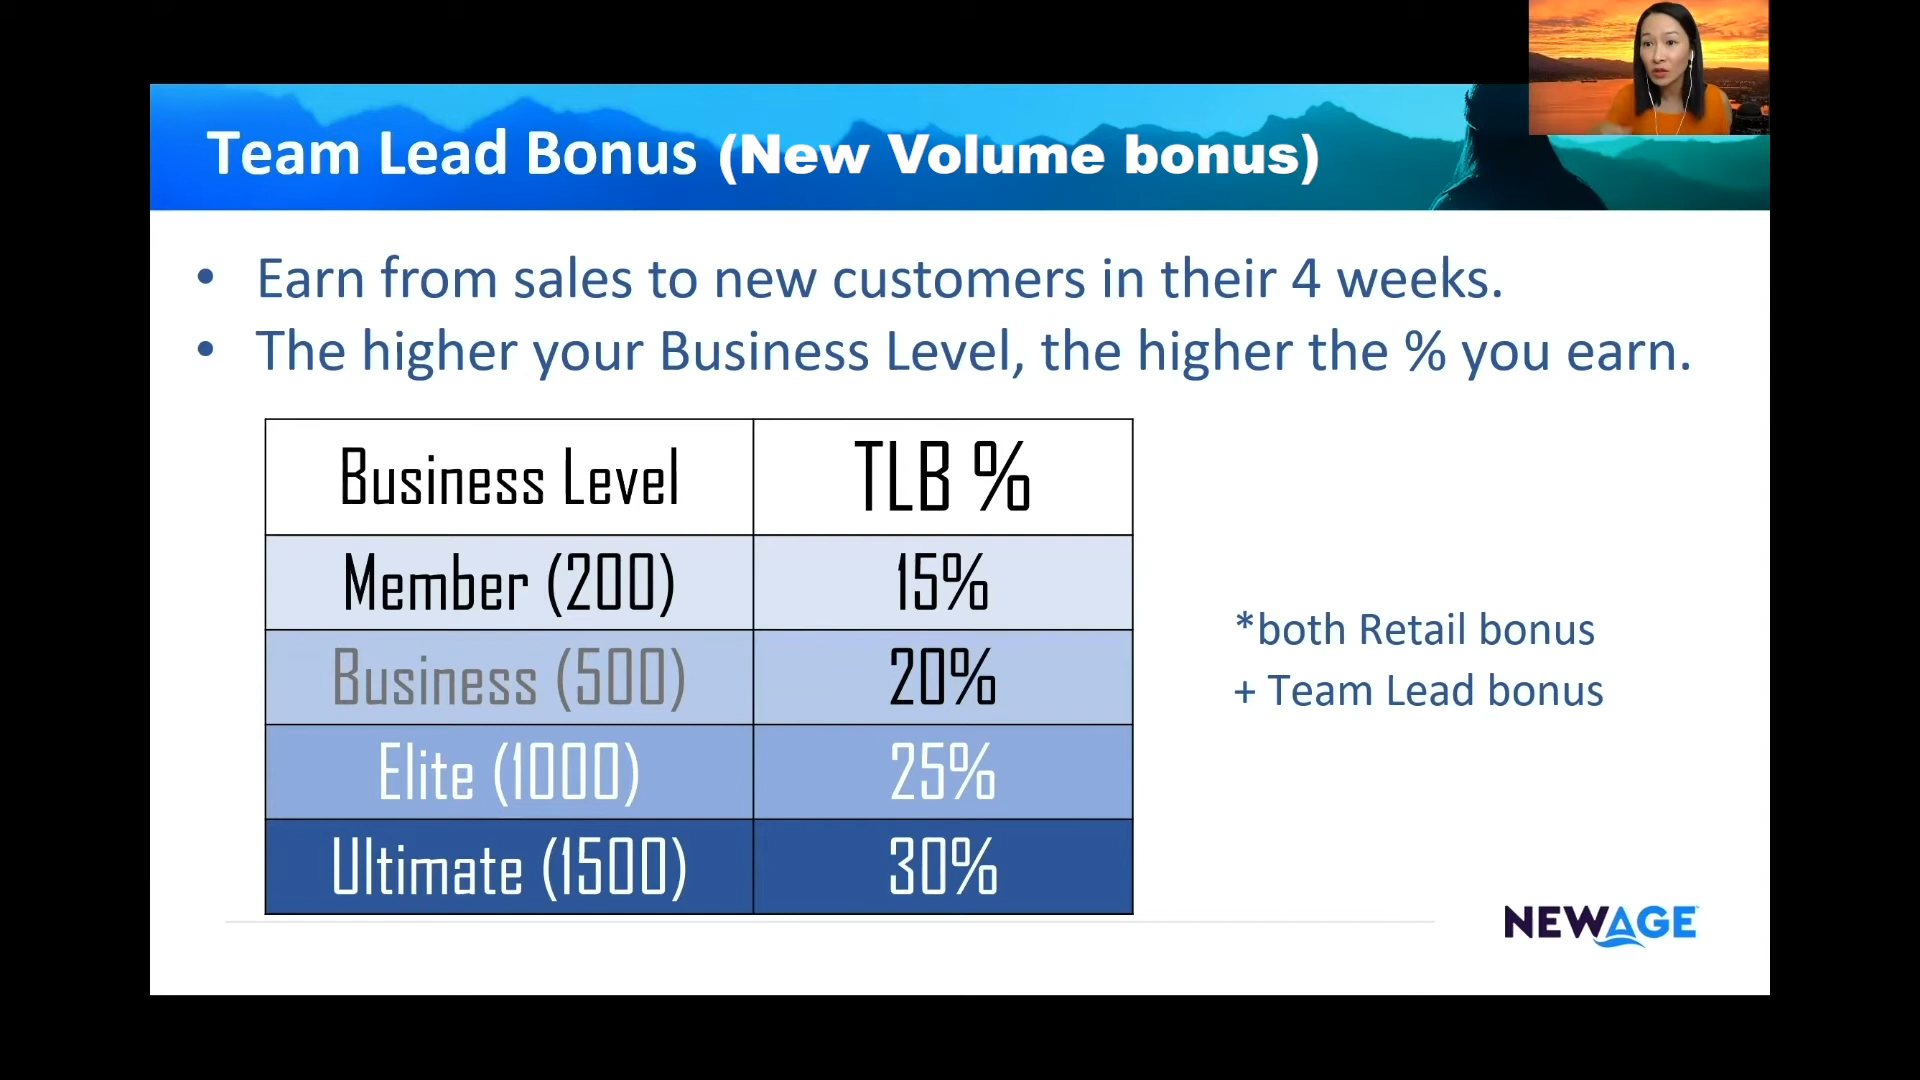 Team Lead Bonus (New Volume bonus)
• Earn from sales to new customers in their 4 weeks.
• The higher your Business Level, the higher the % you earn.
Business Level TLB %
Member (200) 15%
Business (500) 20%
Elite (1000) 25%
Ultimate (1500) 30%
*both Retail bonus
+ Team Lead bonus
NEWAGE